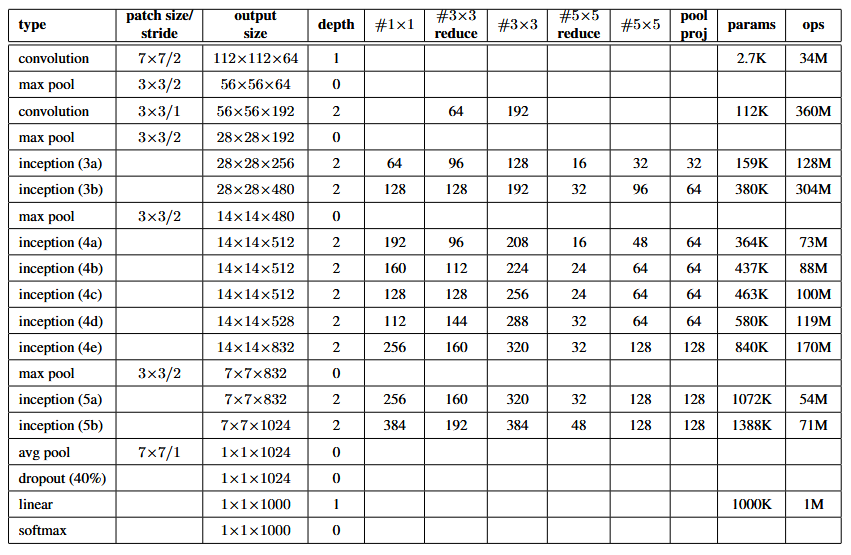 type patch size/ stride output size depth #1×1 #3×3 reduce #3×3 #5×5 reduce #5×5 pool proj params ops
convolution 7×7/2 112×112×64 1 2.7K 34M
max pool 3×3/2 56×56×64 0
convolution 3×3/1 56×56×192 2 64 192 112K 360M
max pool 3×3/2 28×28×192 0
inception (3a) 28×28×256 2 64 96 128 16 32 32 159K 128M
inception (3b) 28×28×480 2 128 128 192 32 96 64 380K 304M
max pool 3×3/2 14×14×480 0
inception (4a) 14×14×512 2 192 96 208 16 48 64 364K 73M
inception (4b) 14×14×512 2 160 112 224 24 64 64 437K 88M
inception (4c) 14×14×512 2 128 128 256 24 64 64 463K 100M
inception (4d) 14×14×528 2 112 144 288 32 64 64 580K 119M
inception (4e) 14×14×832 2 256 160 320 32 128 128 840K 170M
max pool 3×3/2 7×7×832 0
inception (5a) 7×7×832 2 256 160 320 32 128 128 1072K 54M
inception (5b) 7×7×1024 2 384 192 384 48 128 128 1388K 71M
avg pool 7×7/1 1×1×1024 0
dropout (40%) 1×1×1024 0
linear 1×1×1000 1 1000K 1M
softmax 1×1×1000 0